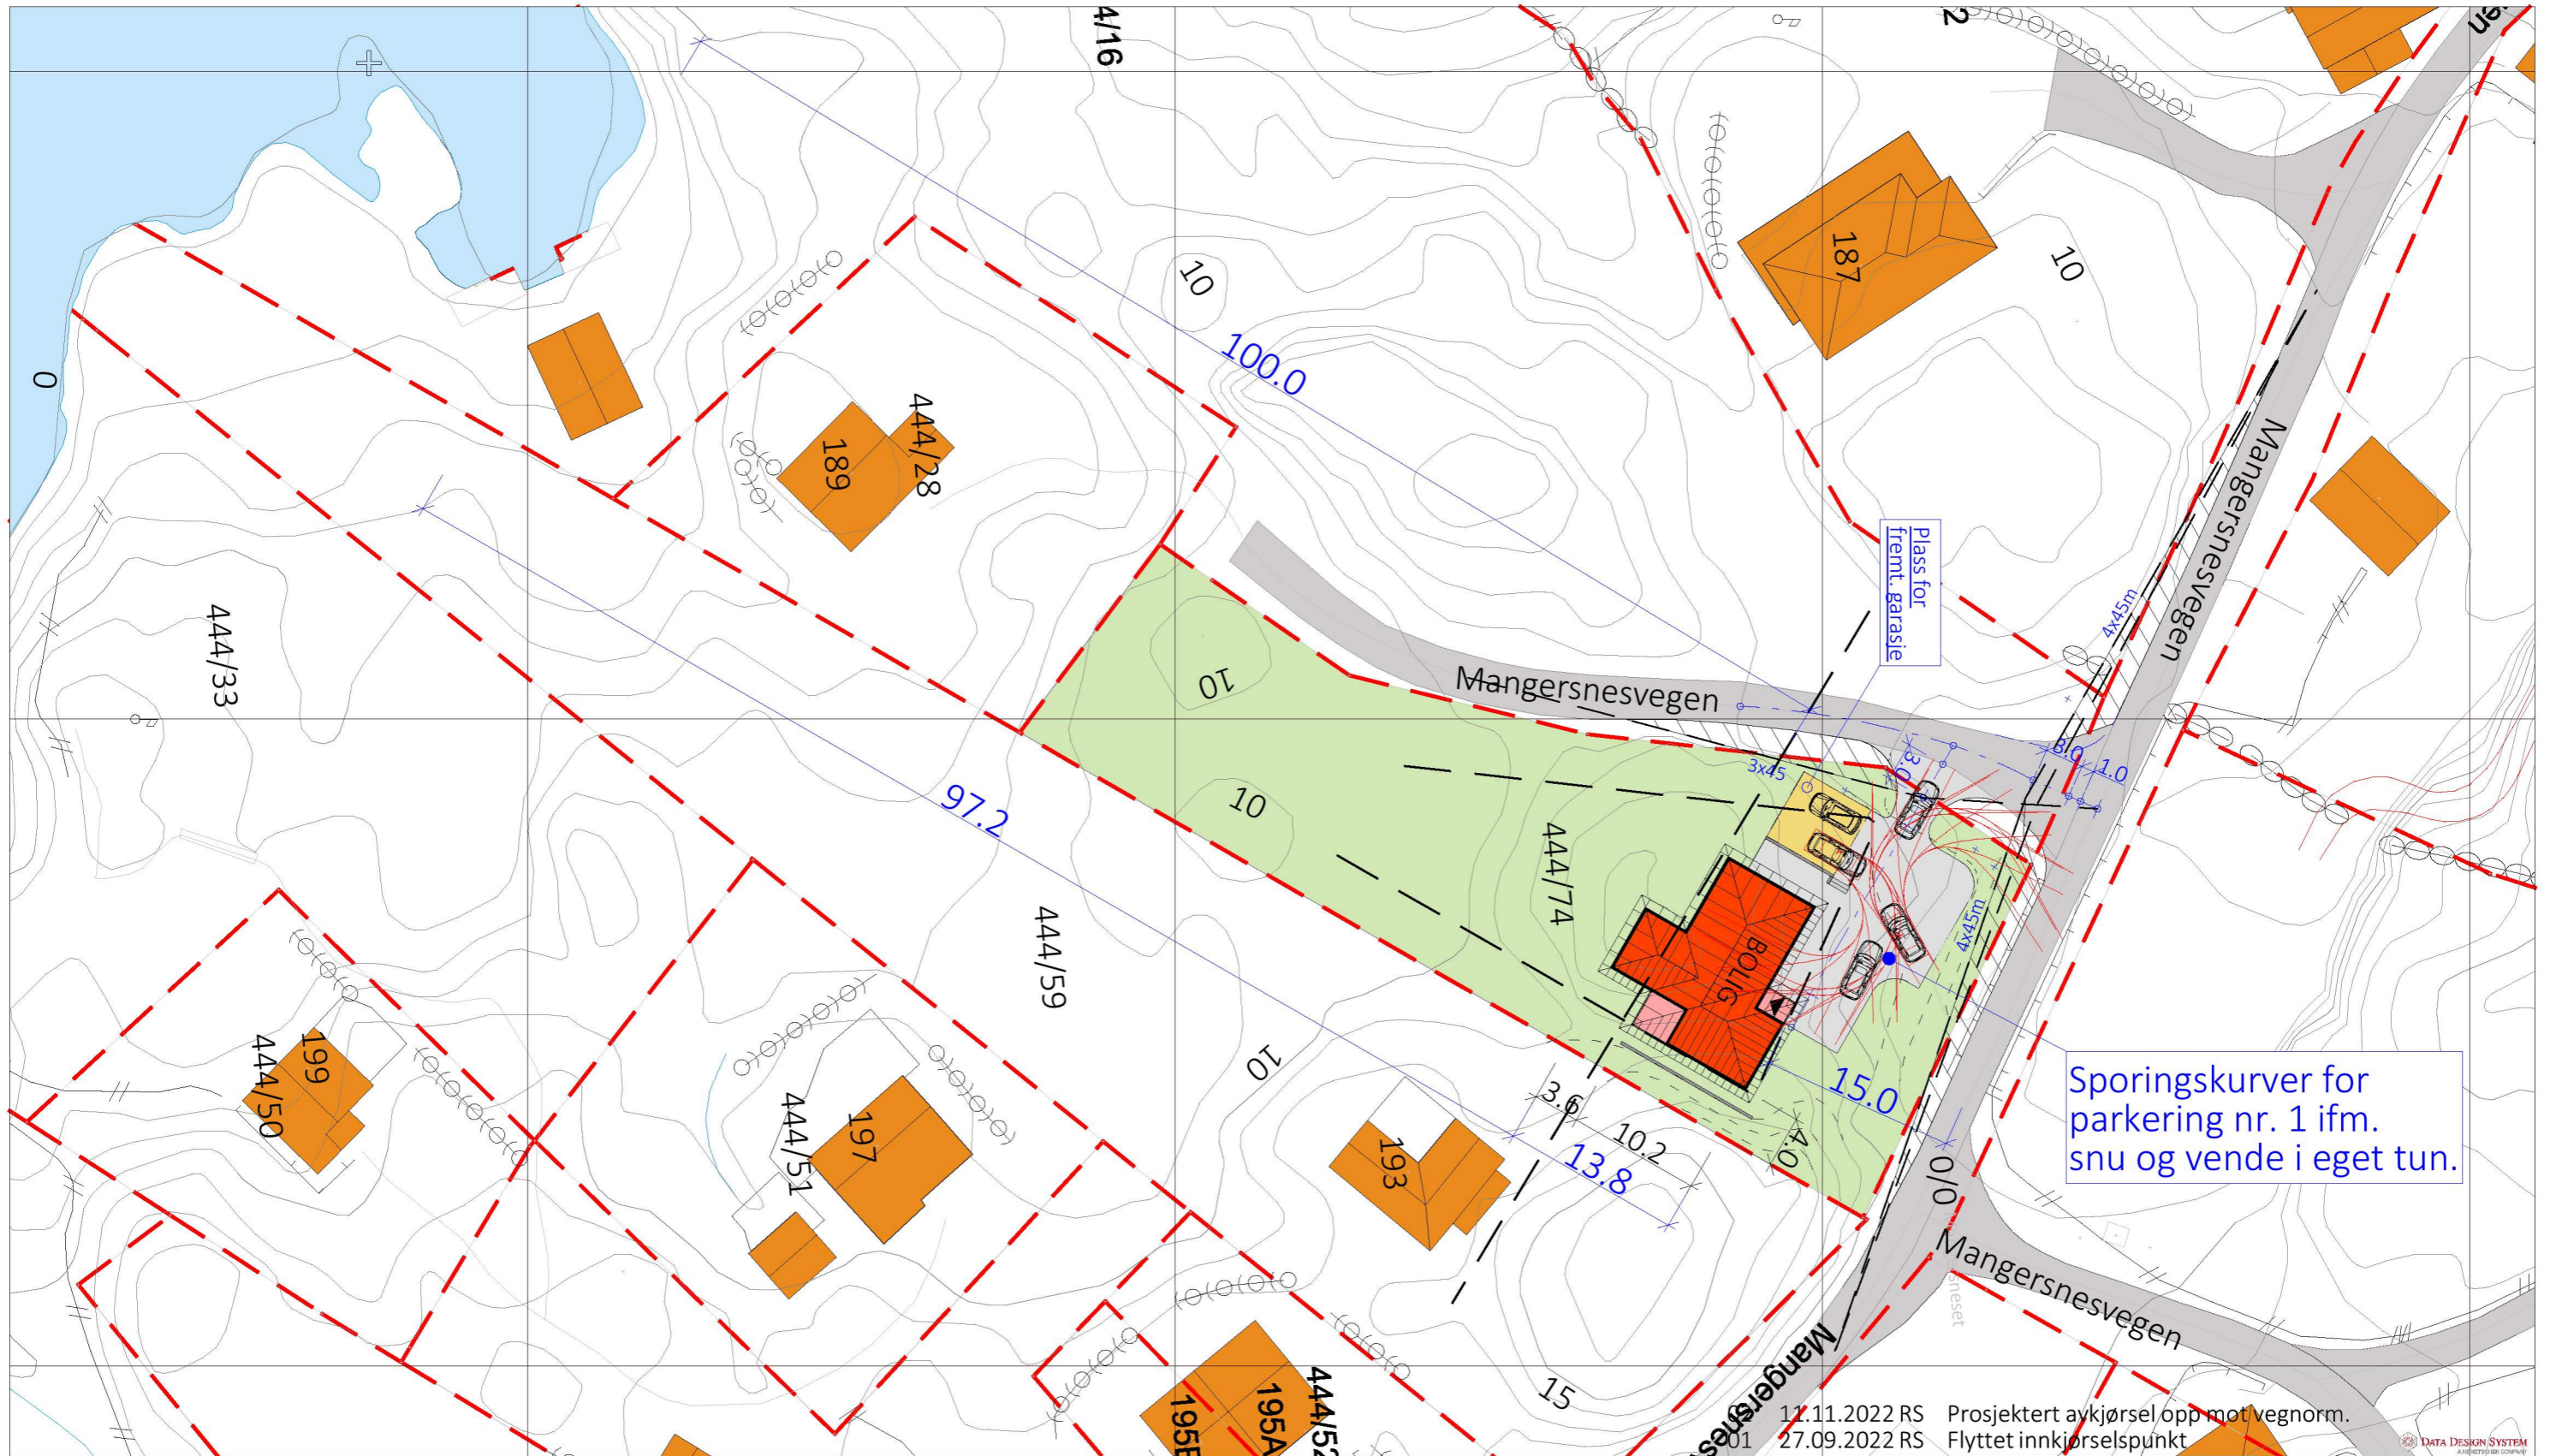 4/16
2
en
187
10
10
100.0
0
189
444/28
Mangersnesvegen
Plass for
fremt. garasje
4x45m
444/33
10
Mangersnesvegen
3x45
3.0
8.0
1.0
97.2
10
444/74
444/59
BOLIG
4x45m
10
199
444/50
444/51
197
193
3.6
10.2
13.8
4.0
15.0
0/0
Sporingskurver for
parkering nr. 1 ifm.
snu og vende i eget tun.
Mangersnesvegen
sneset
15
Mangersnes
195A
444/52
11.11.2022 RS Prosjektert avkjørsel opp mot vegnorm.
01 27.09.2022 RS Flyttet innkjørselspunkt
DATA DESIGN SYSTEM